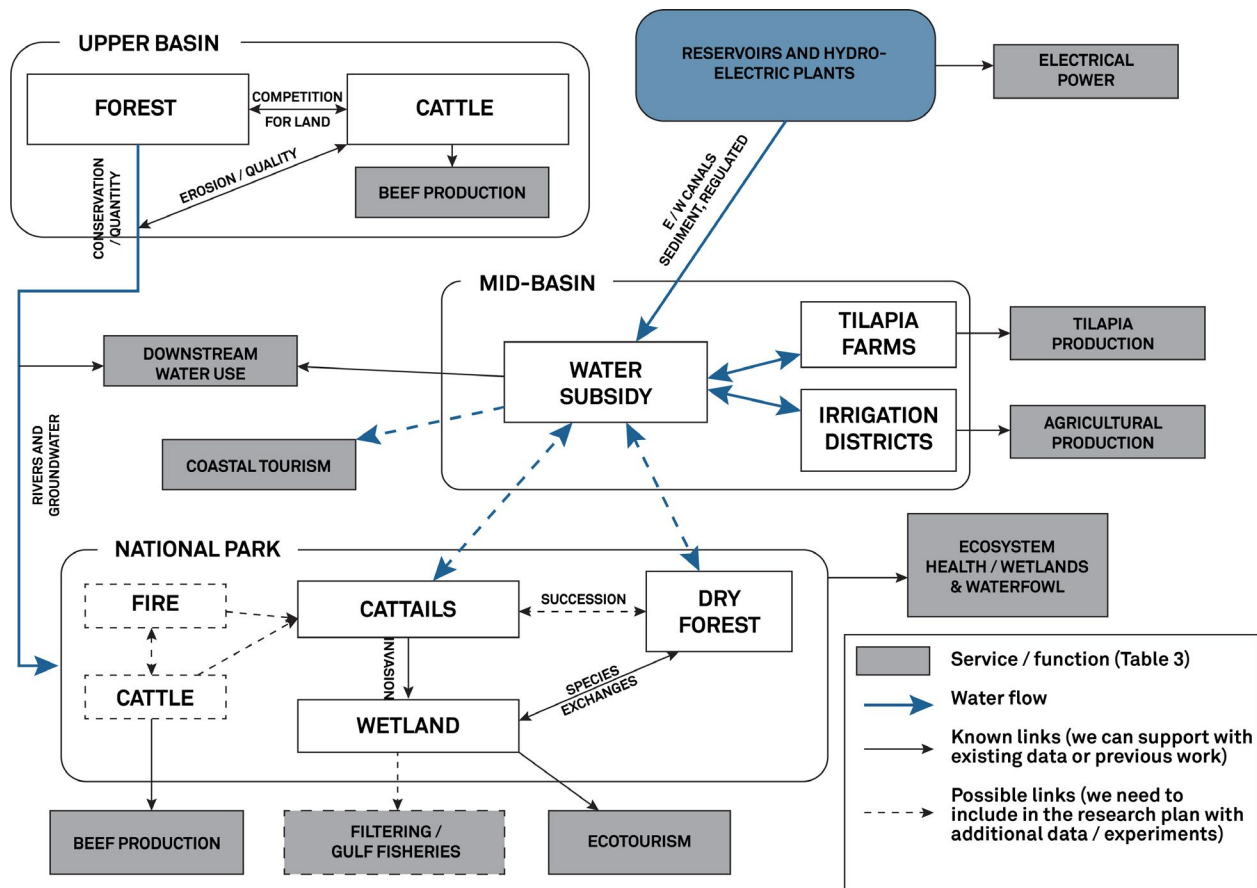 UPPER BASIN
FOREST
COMPETITION
FOR LAND
CATTLE
EROSION / QUALITY
CONSERVATION
/ QUANTITY
BEEF PRODUCTION
RESERVOIRS AND HYDRO-
ELECTRIC PLANTS
ELECTRICAL
POWER
E / W CANALS
SEDIMENT, REGULATED
MID-BASIN
WATER
SUBSIDY
TILAPIA
FARMS
IRRIGATION
DISTRICTS
TILAPIA
PRODUCTION
AGRICULTURAL
PRODUCTION
DOWNSTREAM
WATER USE
COASTAL TOURISM
RIVERS AND
GROUNDWATER
NATIONAL PARK
FIRE
CATTLE
CATTAILS
SUCCESSION
DRY
FOREST
INVASION
WETLAND
SPECIES
EXCHANGES
ECOSYSTEM
HEALTH / WETLANDS
& WATERFOWL
BEEF PRODUCTION
FILTERING /
GULF FISHERIES
ECOTOURISM
Service / function (Table 3)
Water flow
Known links (we can support with
existing data or previous work)
Possible links (we need to
include in the research plan with
additional data / experiments)